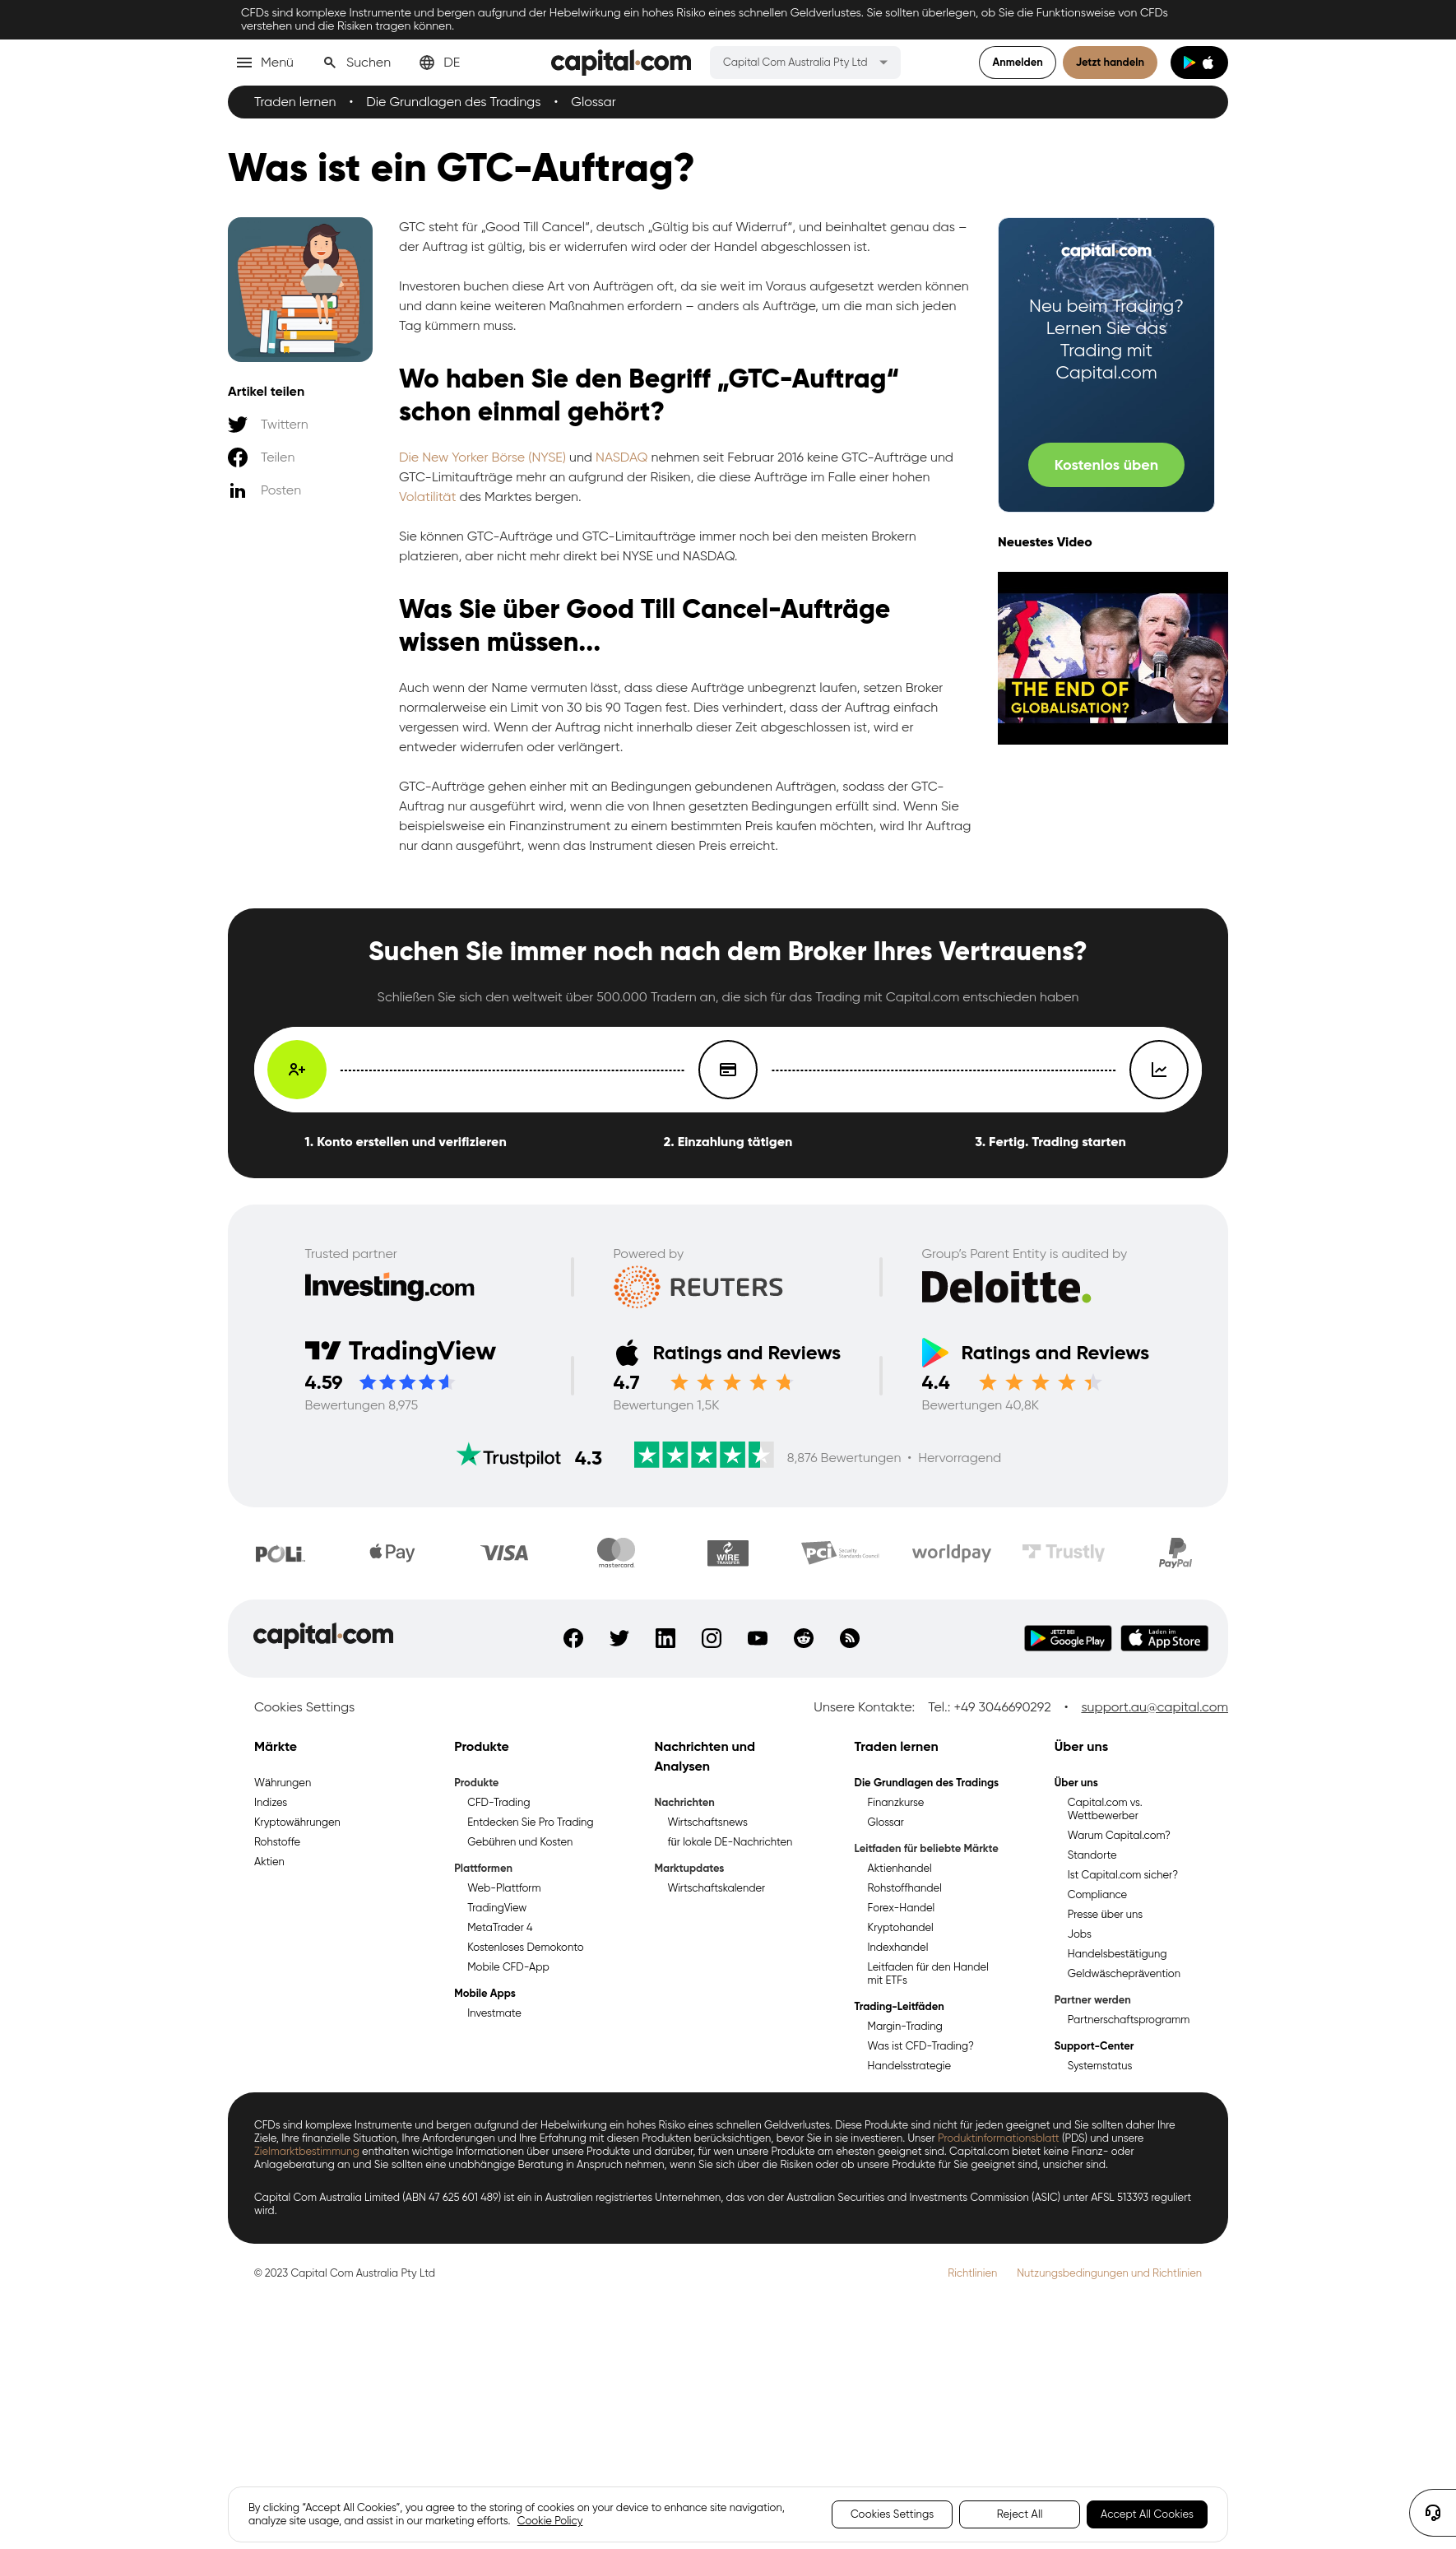 CFDs sind komplexe Instrumente und bergen aufgrund der Hebelwirkung ein hohes Risiko eines schnellen Geldverlustes. Sie sollten überlegen, ob Sie die Funktionsweise von CFDs
verstehen und die Risiken tragen können.
Menü
Suchen
DE
capital.com
Capital Com Australia Pty Ltd
Anmelden
Jetzt handeln
Traden lernen • Die Grundlagen des Tradings • Glossar
Was ist ein GTC-Auftrag?
Artikel teilen
Twittern
Teilen
Posten
GTC steht für „Good Till Cancel“, deutsch „Gültig bis auf Widerruf“, und beinhaltet genau das –
der Auftrag ist gültig, bis er widerrufen wird oder der Handel abgeschlossen ist.
Investoren buchen diese Art von Aufträgen oft, da sie weit im Voraus aufgesetzt werden können
und dann keine weiteren Maßnahmen erfordern – anders als Aufträge, um die man sich jeden
Tag kümmern muss.
Wo haben Sie den Begriff „GTC-Auftrag“
schon einmal gehört?
Die New Yorker Börse (NYSE) und NASDAQ nehmen seit Februar 2016 keine GTC-Aufträge und
GTC-Limitaufträge mehr an aufgrund der Risiken, die diese Aufträge im Falle einer hohen
Volatilität des Marktes bergen.
Sie können GTC-Aufträge und GTC-Limitaufträge immer noch bei den meisten Brokern
platzieren, aber nicht mehr direkt bei NYSE und NASDAQ.
Was Sie über Good Till Cancel-Aufträge
wissen müssen...
Auch wenn der Name vermuten lässt, dass diese Aufträge unbegrenzt laufen, setzen Broker
normalerweise ein Limit von 30 bis 90 Tagen fest. Dies verhindert, dass der Auftrag einfach
vergessen wird. Wenn der Auftrag nicht innerhalb dieser Zeit abgeschlossen ist, wird er
entweder widerrufen oder verlängert.
GTC-Aufträge gehen einher mit an Bedingungen gebundenen Aufträgen, sodass der GTC-
Auftrag nur ausgeführt wird, wenn die von Ihnen gesetzten Bedingungen erfüllt sind. Wenn Sie
beispielsweise ein Finanzinstrument zu einem bestimmten Preis kaufen möchten, wird Ihr Auftrag
nur dann ausgeführt, wenn das Instrument diesen Preis erreicht.
capital.com
Neu beim Trading?
Lernen Sie das
Trading mit
Capital.com
Kostenlos üben
Neuestes Video
THE END OF
GLOBALISATION?
Suchen Sie immer noch nach dem Broker Ihres Vertrauens?
Schließen Sie sich den weltweit über 500.000 Tradern an, die sich für das Trading mit Capital.com entschieden haben
1. Konto erstellen und verifizieren
2. Einzahlung tätigen
3. Fertig. Trading starten
Trusted partner
Investing.com
Powered by
REUTERS
Group’s Parent Entity is audited by
Deloitte.
TradingView
4.59
Bewertungen 8,975
Ratings and Reviews
4.7
Bewertungen 1,5K
Ratings and Reviews
4.4
Bewertungen 40,8K
Trustpilot 4.3
8,876 Bewertungen • Hervorragend
POLi
Pay
VISA
mastercard
WIRE
TRANSFER
PCI Security
Standards Council
worldpay
Trustly
PayPal
capital.com
JETZT BEI
Google Play
Laden im
App Store
Cookies Settings
Unsere Kontakte: Tel.: +49 3046690292 • support.au@capital.com
Märkte
Währungen
Indizes
Kryptowährungen
Rohstoffe
Aktien
Produkte
Produkte
CFD-Trading
Entdecken Sie Pro Trading
Gebühren und Kosten
Plattformen
Web-Plattform
TradingView
MetaTrader 4
Kostenloses Demokonto
Mobile CFD-App
Mobile Apps
Investmate
Nachrichten und
Analysen
Nachrichten
Wirtschaftsnews
für lokale DE-Nachrichten
Marktupdates
Wirtschaftskalender
Traden lernen
Die Grundlagen des Tradings
Finanzkurse
Glossar
Leitfaden für beliebte Märkte
Aktienhandel
Rohstoffhandel
Forex-Handel
Kryptohandel
Indexhandel
Leitfaden für den Handel
mit ETFs
Trading-Leitfäden
Margin-Trading
Was ist CFD-Trading?
Handelsstrategie
Über uns
Über uns
Capital.com vs.
Wettbewerber
Warum Capital.com?
Standorte
Ist Capital.com sicher?
Compliance
Presse über uns
Jobs
Handelsbestätigung
Geldwäscheprävention
Partner werden
Partnerschaftsprogramm
Support-Center
Systemstatus
CFDs sind komplexe Instrumente und bergen aufgrund der Hebelwirkung ein hohes Risiko eines schnellen Geldverlustes. Diese Produkte sind nicht für jeden geeignet und Sie sollten daher Ihre
Ziele, Ihre finanzielle Situation, Ihre Anforderungen und Ihre Erfahrung mit diesen Produkten berücksichtigen, bevor Sie in sie investieren. Unser Produktinformationsblatt (PDS) und unsere
Zielmarktbestimmung enthalten wichtige Informationen über unsere Produkte und darüber, für wen unsere Produkte am ehesten geeignet sind. Capital.com bietet keine Finanz- oder
Anlageberatung an und Sie sollten eine unabhängige Beratung in Anspruch nehmen, wenn Sie sich über die Risiken oder ob unsere Produkte für Sie geeignet sind, unsicher sind.
Capital Com Australia Limited (ABN 47 625 601 489) ist ein in Australien registriertes Unternehmen, das von der Australian Securities and Investments Commission (ASIC) unter AFSL 513393 reguliert
wird.
© 2023 Capital Com Australia Pty Ltd
Richtlinien
Nutzungsbedingungen und Richtlinien
By clicking “Accept All Cookies”, you agree to the storing of cookies on your device to enhance site navigation,
analyze site usage, and assist in our marketing efforts. Cookie Policy
Cookies Settings
Reject All
Accept All Cookies